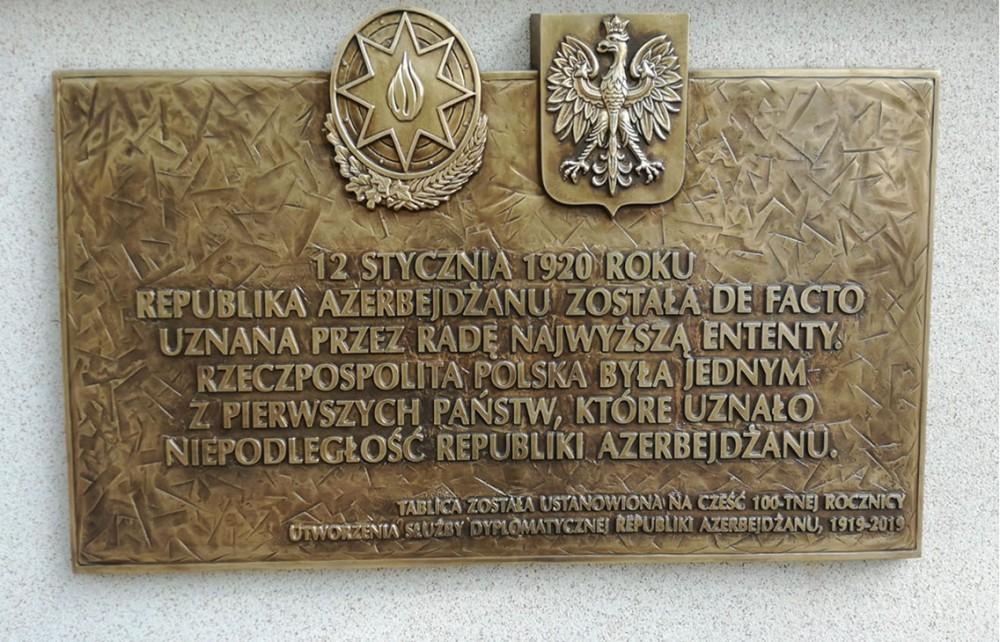 12 STYCZNIA 1920 ROKU
REPUBLIKA AZERBEJDŻANU ZOSTAŁA DE FACTO
UZNANA PRZEZ RADĘ NAJWYŻSZĄ ENTENTY.
RZECZPOSPOLITA POLSKA BYŁA JEDNYM
Z PIERWSZYCH PAŃSTW, KTÓRE UZNAŁO
NIEPODLEGŁOŚĆ REPUBLIKI AZERBEJDŻANU.
TABLICA ZOSTAŁA USTANOWIONA NA CZEŚĆ 100-TNEJ ROCZNICY
UTWORZENIA SŁUŻBY DYPLOMATYCZNEJ REPUBLIKI AZERBEJDŻANU, 1919-2019